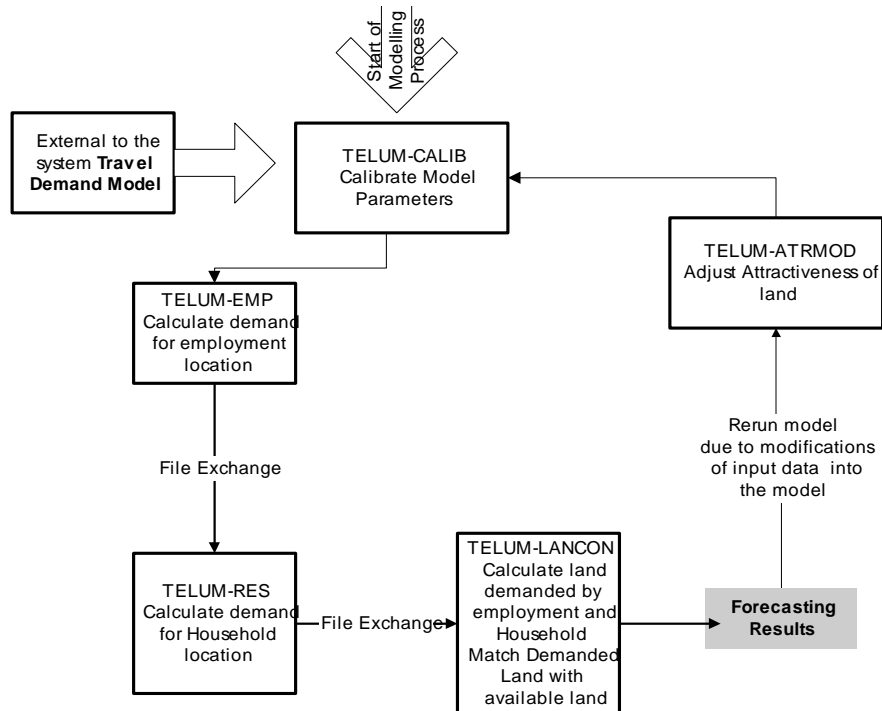 Start of
Modelling
Process
External to the
system Travel
Demand Model
TELUM-CALIB
Calibrate Model
Parameters
TELUM-ATRMOD
Adjust Attractiveness of
land
TELUM-EMP
Calculate demand
for employment
location
Rerun model
due to modifications
of input data into
the model
File Exchange
TELUM-RES
Calculate demand
for Household
location
File Exchange
TELUM-LANCON
Calculate land
demanded by
employment and
Household
Match Demanded
Land with
available land
Forecasting
Results